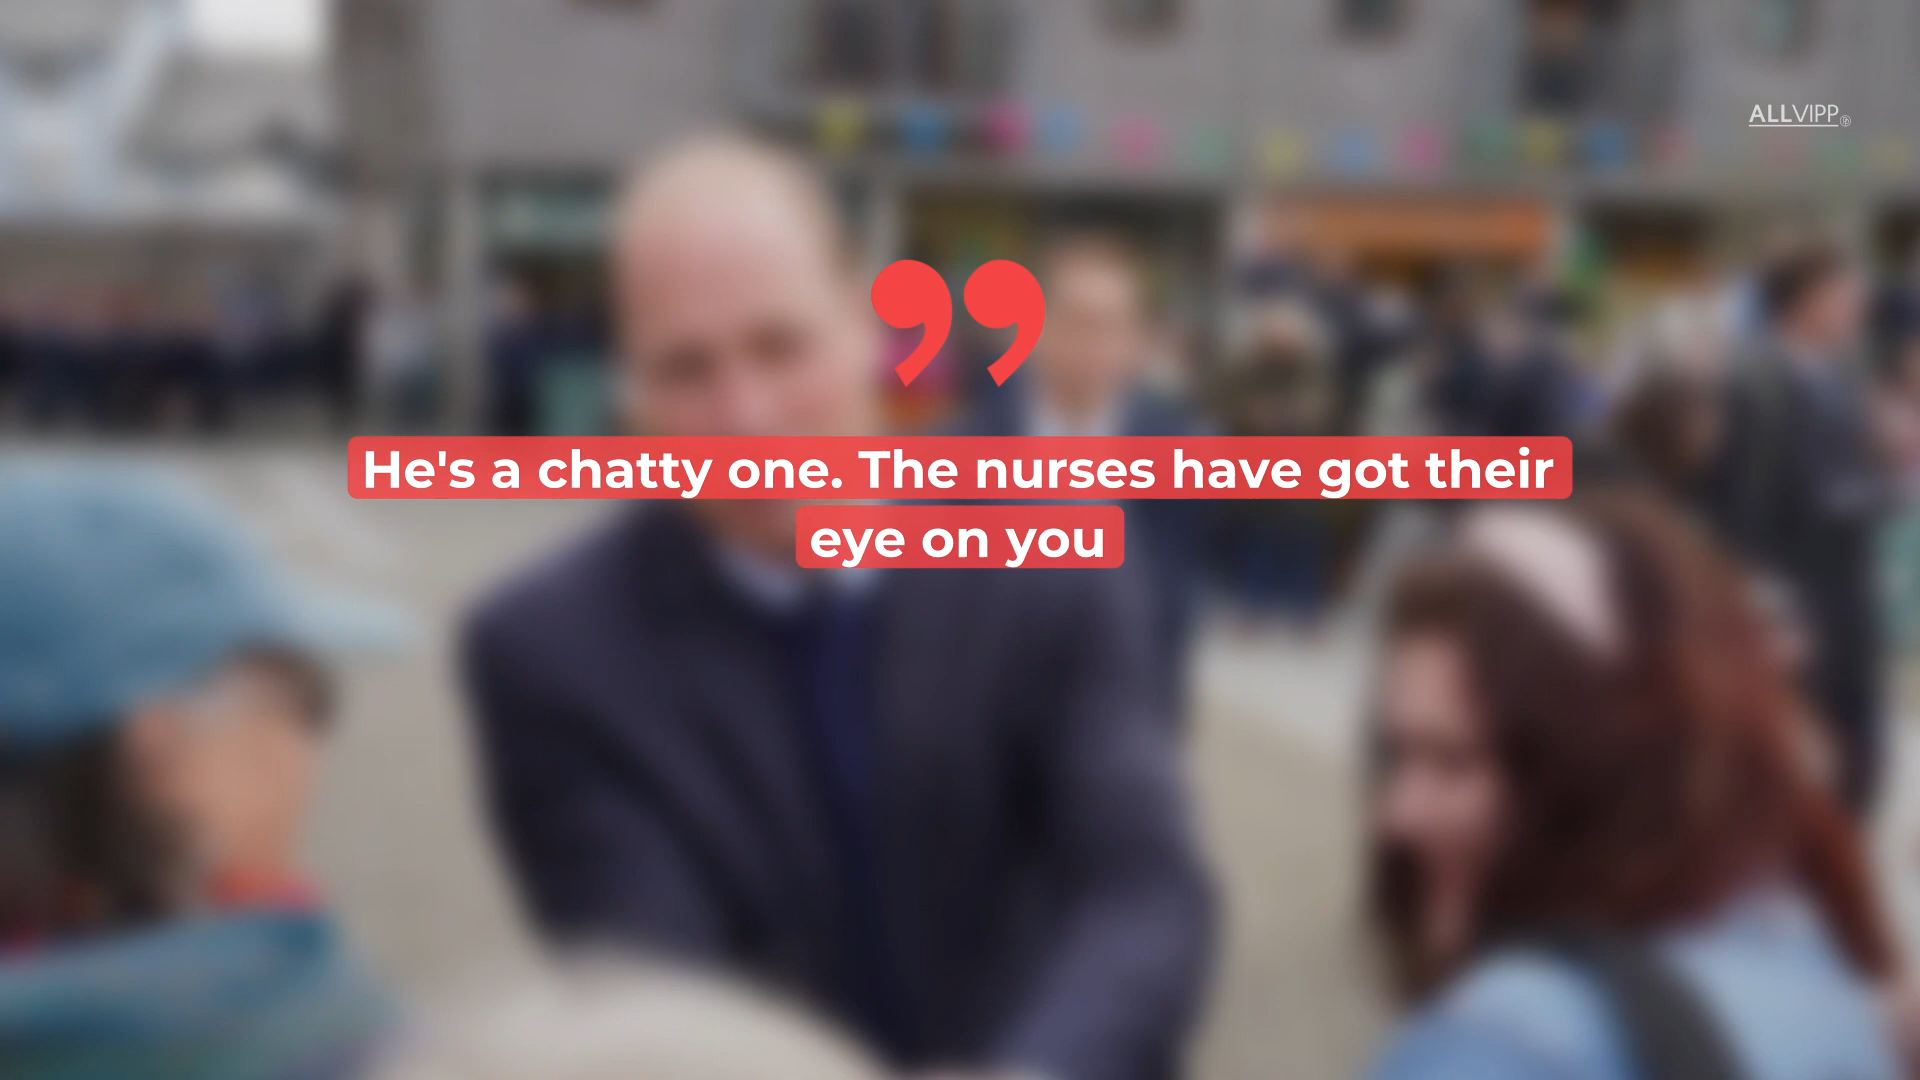 ALLVIPP
”
He's a chatty one. The nurses have got their
eye on you